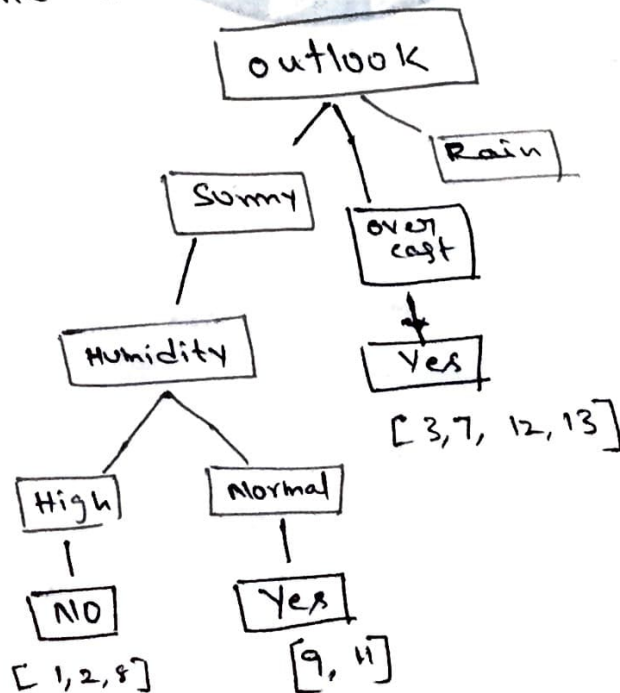 outlook
Rain
Sunny
over
cast
Humidity
Yes
[3,7, 12, 13]
High
Normal
NO
Yes
[1,2,8]
[9, 11]